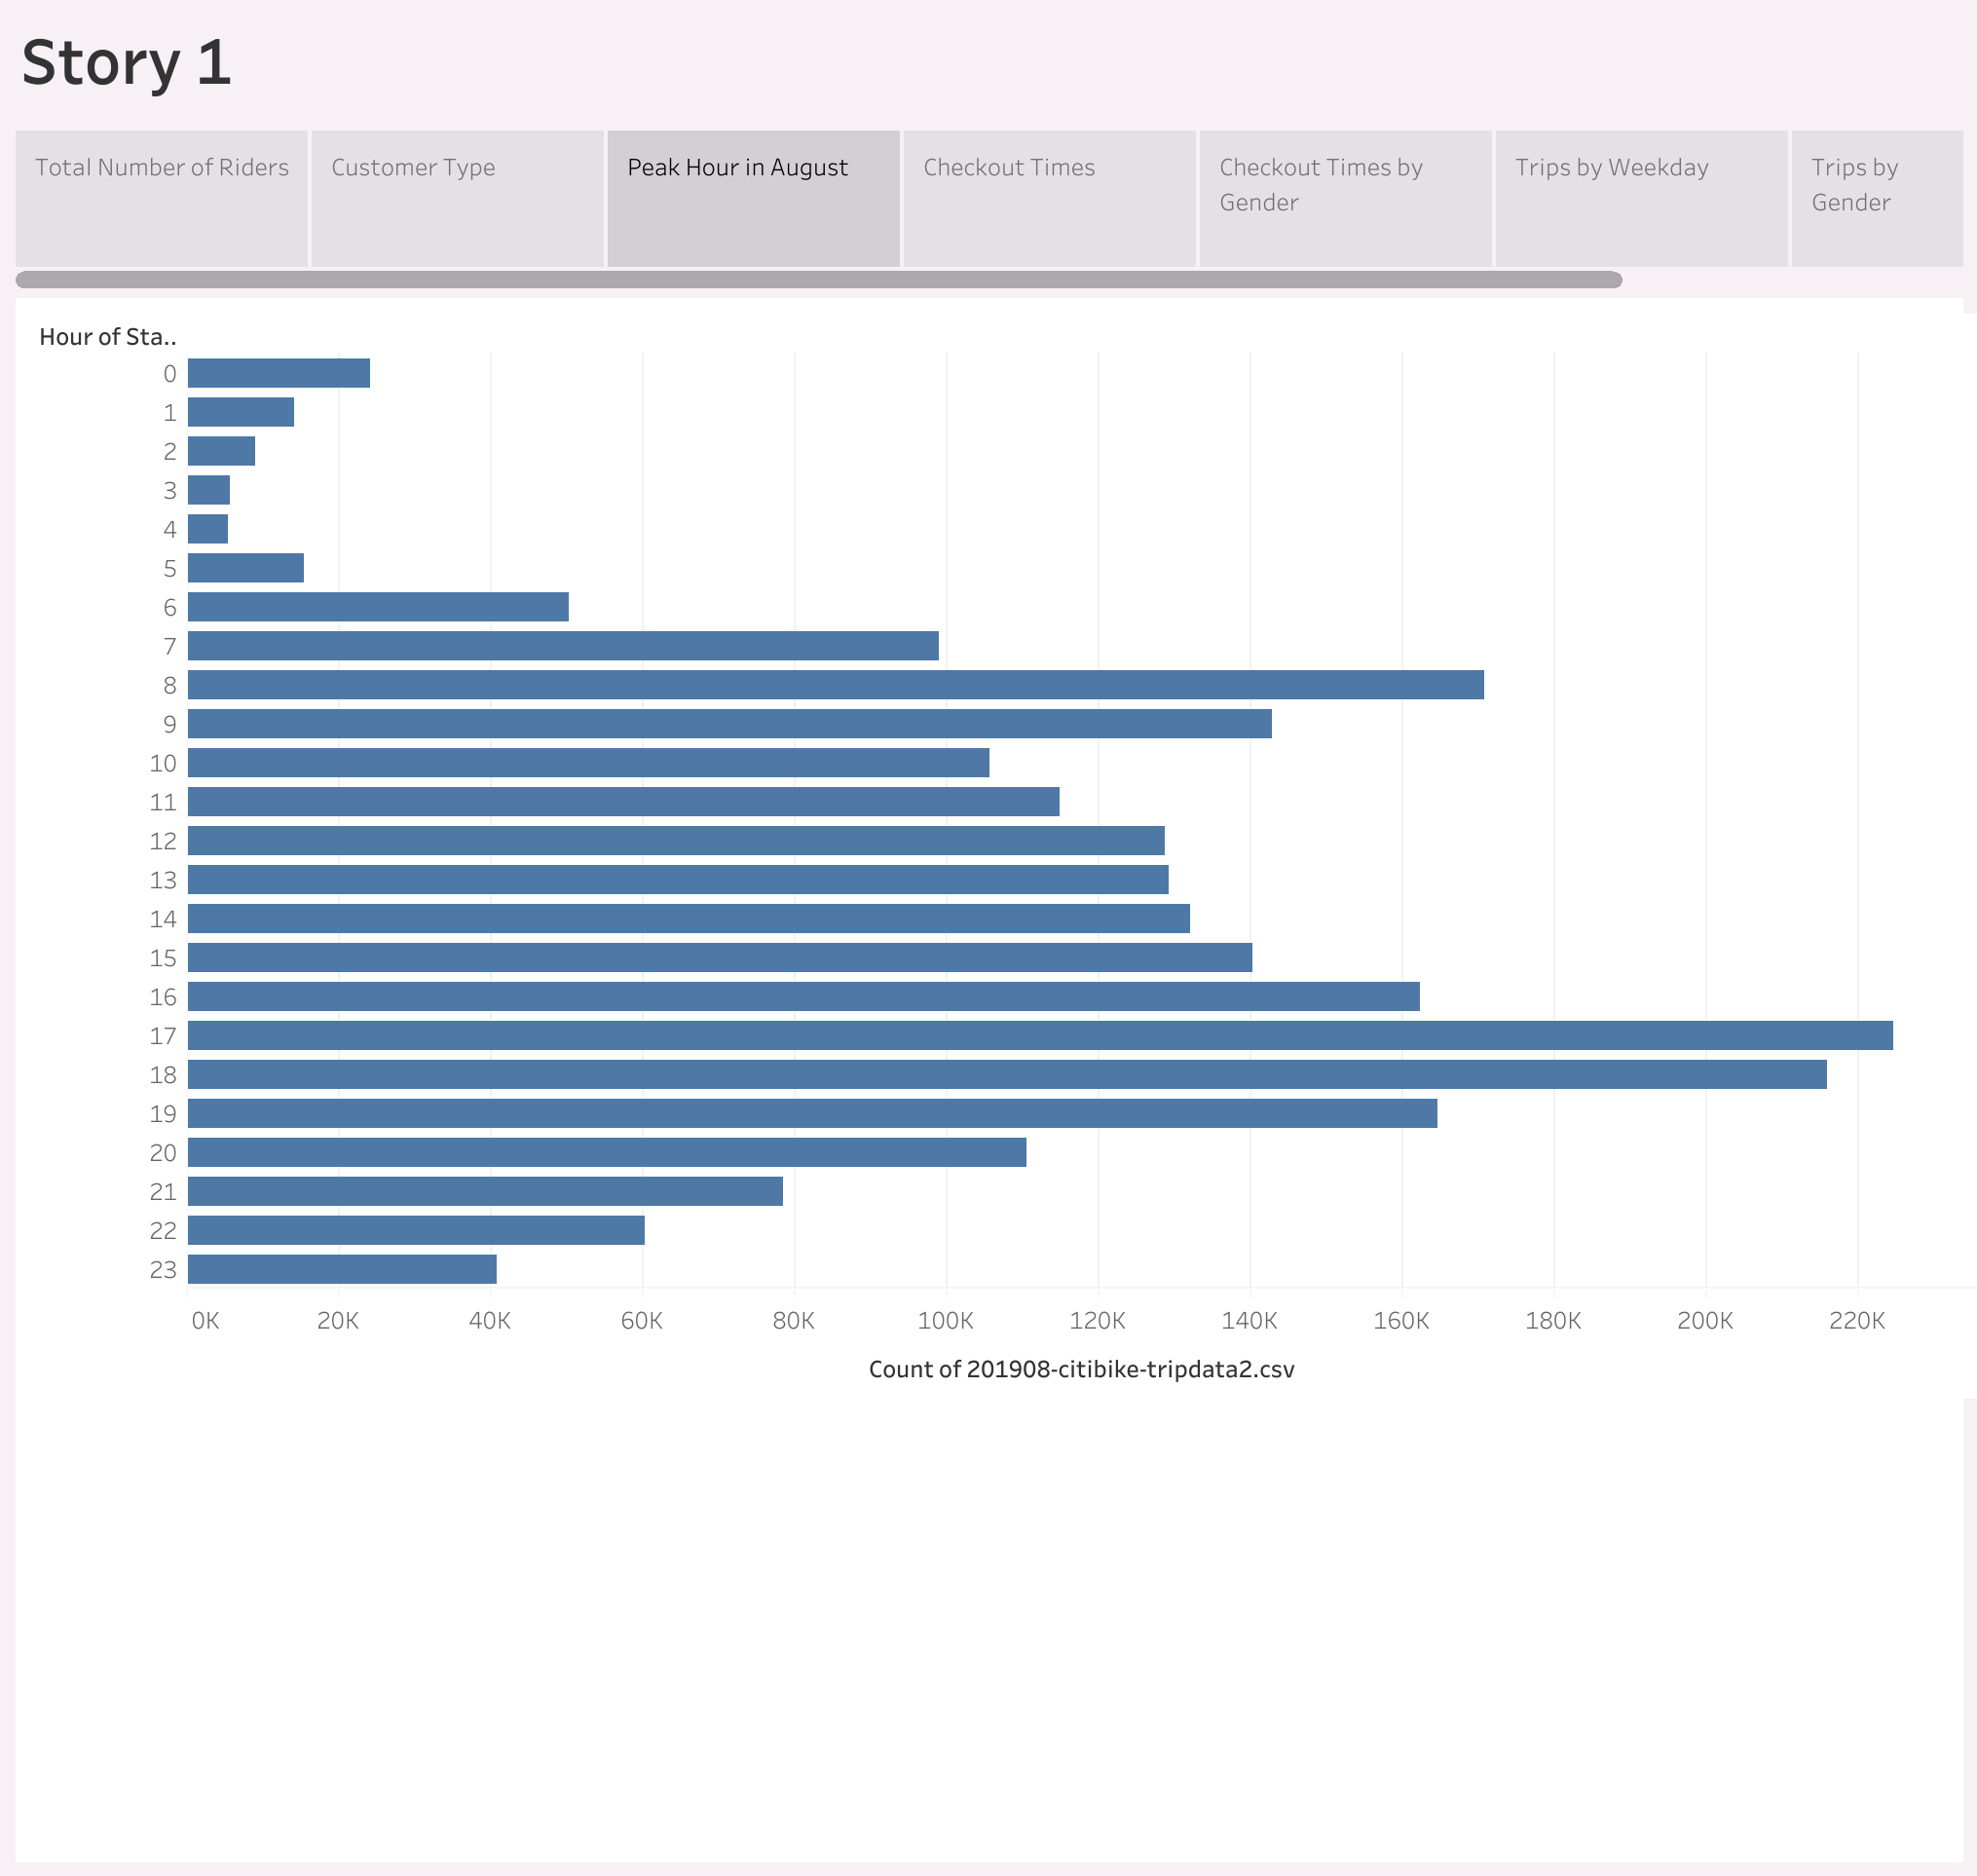 Story 1
Total Number of Riders
Customer Type
Peak Hour in August
Checkout Times
Checkout Times by
Gender
Trips by Weekday
Trips by
Gender
Hour of Sta..
0
1
2
3
4
5
6
7
8
9
10
11
12
13
14
15
16
17
18
19
20
21
22
23
0K 20K 40K 60K 80K 100K 120K 140K 160K 180K 200K 220K
Count of 201908-citibike-tripdata2.csv